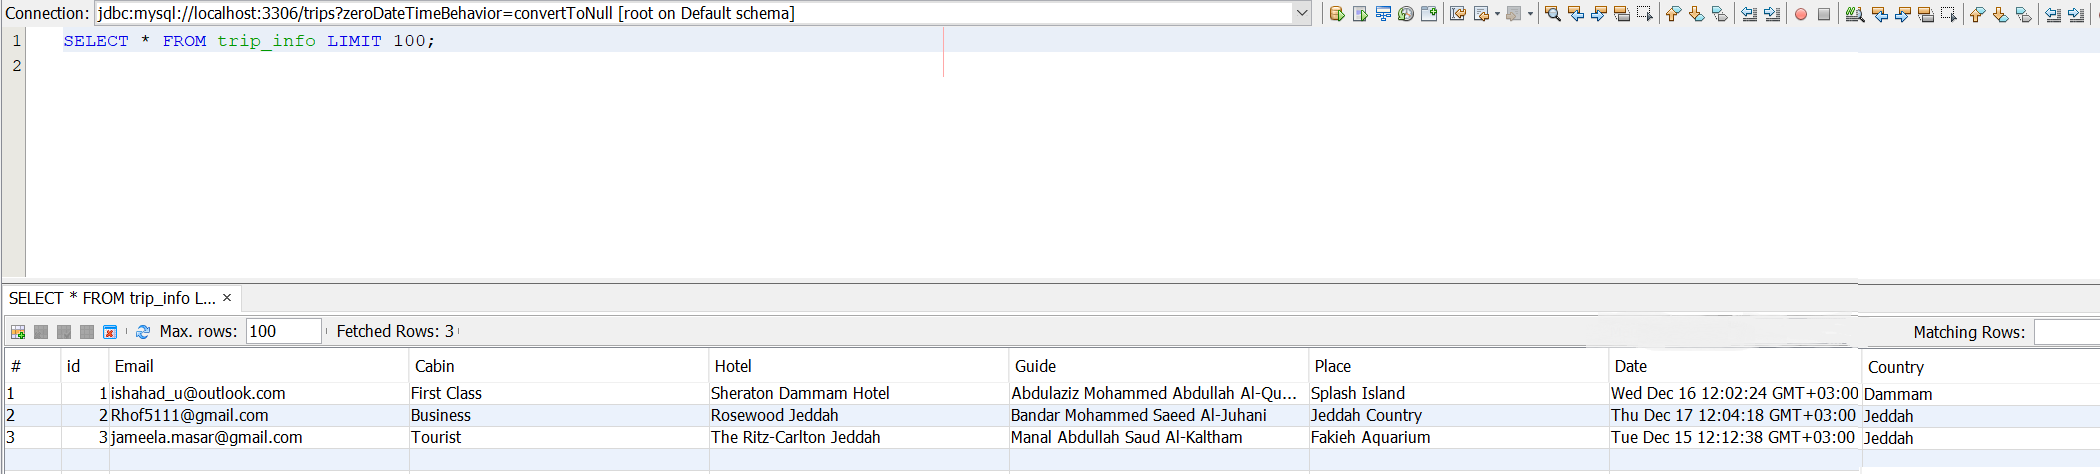 Connection: jdbc:mysql://localhost:3306/trips?zeroDateTimeBehavior=convertToNull [root on Default schema]
1 SELECT * FROM trip_info LIMIT 100;
2
SELECT * FROM trip_info L... ×
Max. rows: 100 Fetched Rows: 3 Matching Rows:
# id Email Cabin Hotel Guide Place Date Country
1 1 ishahad_u@outlook.com First Class Sheraton Dammam Hotel Abdulaziz Mohammed Abdullah Al-Qu... Splash Island Wed Dec 16 12:02:24 GMT+03:00 Dammam
2 2 Rhof5111@gmail.com Business Rosewood Jeddah Bandar Mohammed Saeed Al-Juhani Jeddah Country Thu Dec 17 12:04:18 GMT+03:00 Jeddah
3 3 jameela.masar@gmail.com Tourist The Ritz-Carlton Jeddah Manal Abdullah Saud Al-Kaltham Fakieh Aquarium Tue Dec 15 12:12:38 GMT+03:00 Jeddah